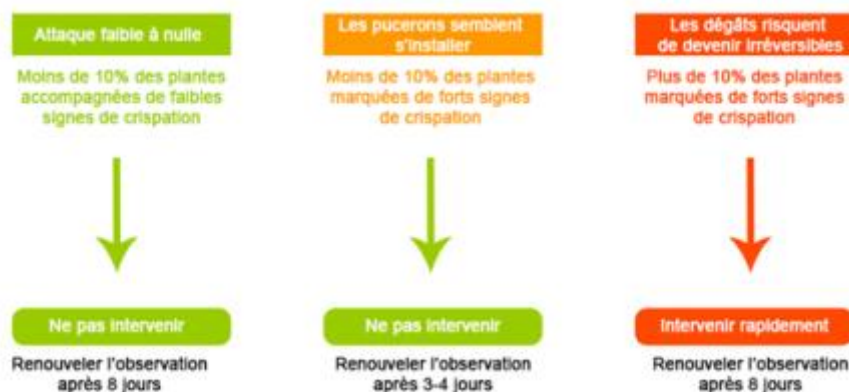 Attaque faible à nulle
Moins de 10% des plantes
accompagnées de faibles
signes de crispation
Ne pas intervenir
Renouveler l'observation
après 8 jours
Les pucerons semblent
s'installer
Moins de 10% des plantes
marquées de forts signes
de crispation
Ne pas intervenir
Renouveler l'observation
après 3-4 jours
Les dégâts risquent
de devenir irréversibles
Plus de 10% des plantes
marquées de forts signes
de crispation
Intervenir rapidement
Renouveler l'observation
après 8 jours